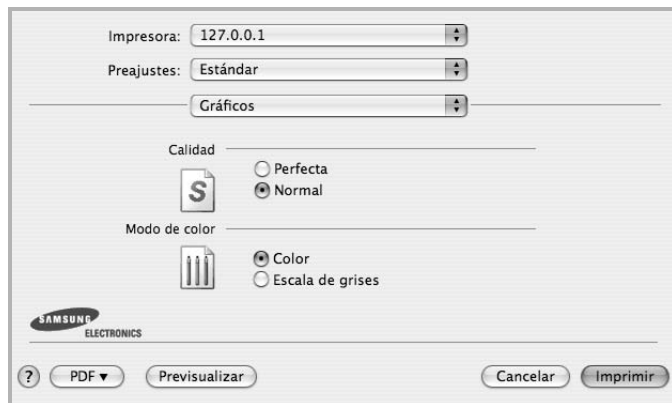 Impresora: 127.0.0.1
Preajustes: Estándar
Gráficos
Calidad
Perfecta
S
Normal
Modo de color
Color
Escala de grises
SAMSUNG
ELECTRONICS
? PDF Previsualizar Cancelar Imprimir